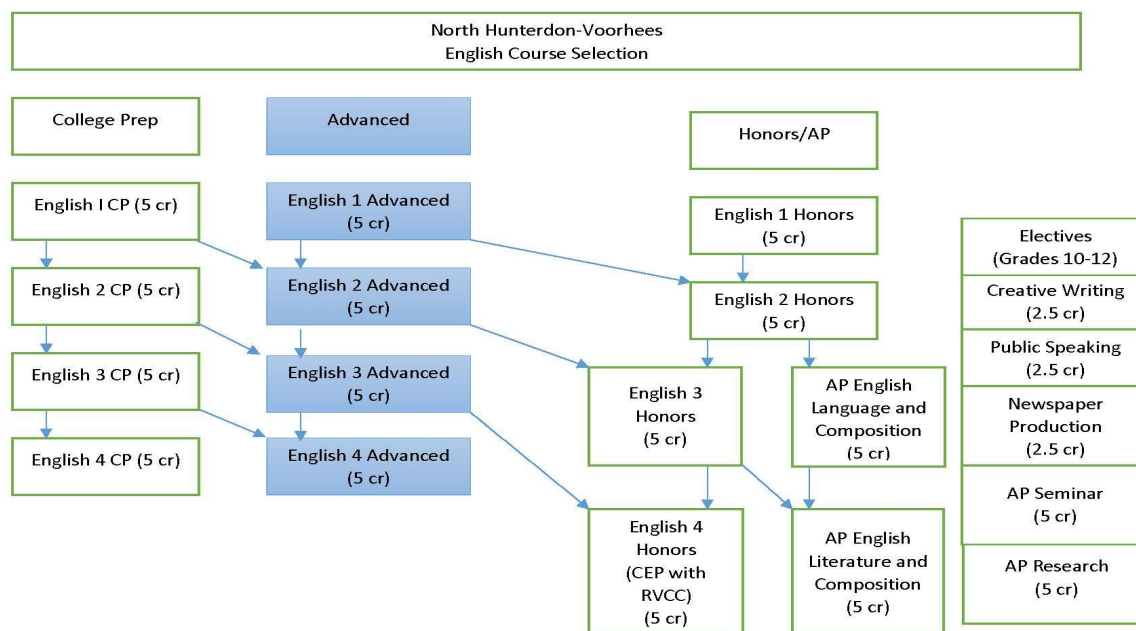 North Hunterdon-Voorhees
English Course Selection
College Prep
Advanced
Honors/AP
English I CP (5 cr)
English 2 CP (5 cr)
English 3 CP (5 cr)
English 4 CP (5 cr)
English 1 Advanced
(5 cr)
English 2 Advanced
(5 cr)
English 3 Advanced
(5 cr)
English 4 Advanced
(5 cr)
English 1 Honors
(5 cr)
English 2 Honors
(5 cr)
English 3
Honors
(5 cr)
AP English
Language and
Composition
(5 cr)
English 4
Honors
(CEP with
RVCC)
(5 cr)
AP English
Literature and
Composition
(5 cr)
Electives
(Grades 10-12)
Creative Writing
(2.5 cr)
Public Speaking
(2.5 cr)
Newspaper
Production
(2.5 cr)
AP Seminar
(5 cr)
AP Research
(5 cr)